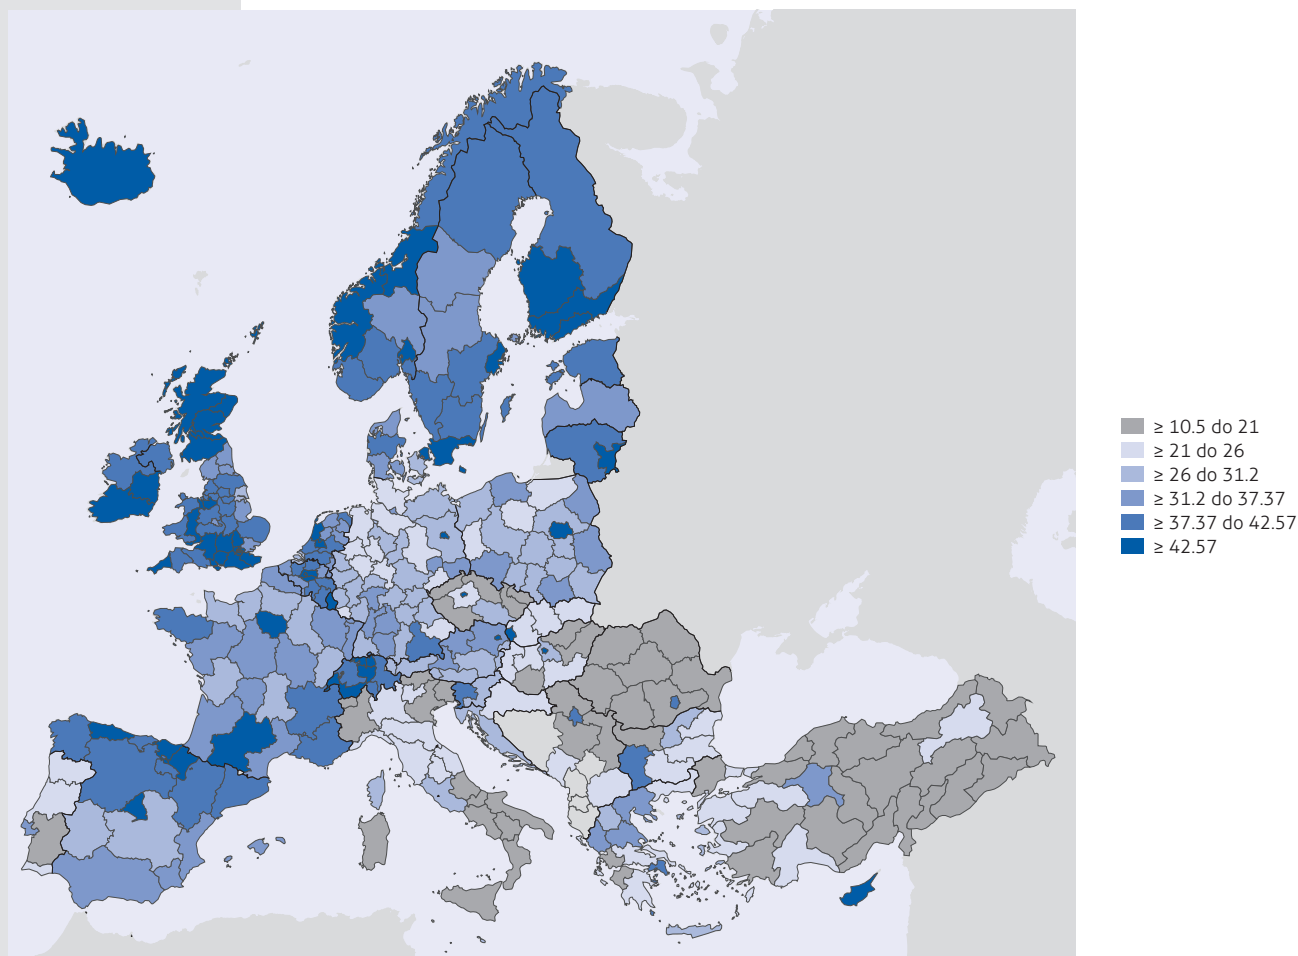 ≥ 10.5 do 21
≥ 21 do 26
≥ 26 do 31.2
≥ 31.2 do 37.37
≥ 37.37 do 42.57
≥ 42.57